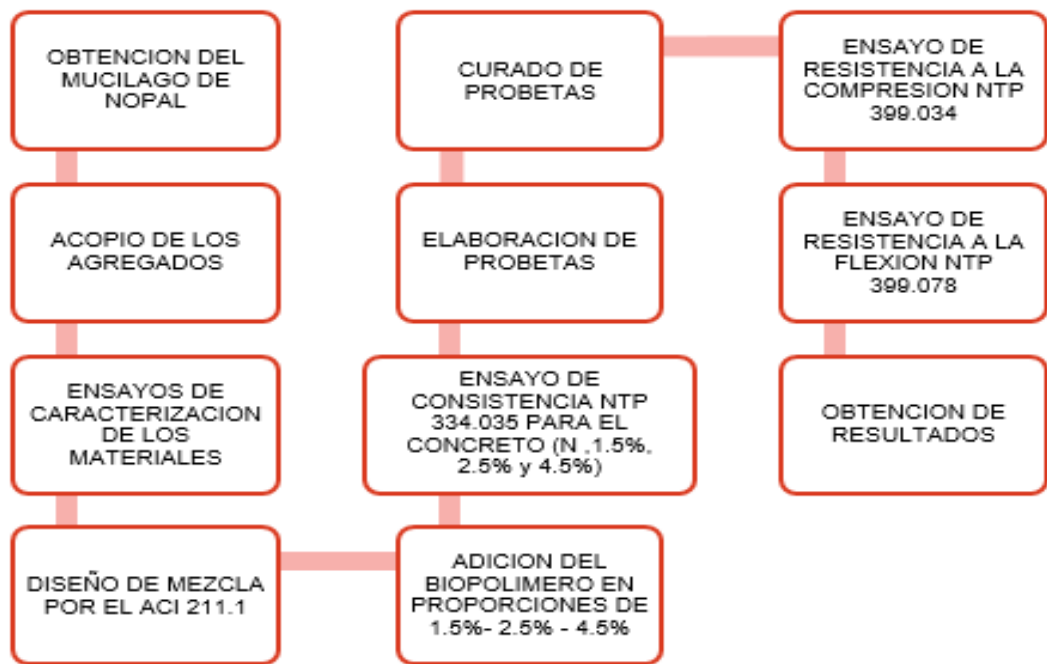 OBTENCION DEL
MUCILAGO DE
NOPAL
ACOPIO DE LOS
AGREGADOS
ENSAYOS DE
CARACTERIZACION
DE LOS
MATERIALES
DISEÑO DE MEZCLA
POR EL ACI 211.1
ADICION DEL
BIOPOLIMERO EN
PROPORCIONES DE
1.5%- 2.5% - 4.5%
ENSAYO DE
CONSISTENCIA NTP
334.035 PARA EL
CONCRETO (N ,1.5%,
2.5% y 4.5%)
ELABORACION DE
PROBETAS
CURADO DE
PROBETAS
ENSAYO DE
RESISTENCIA A LA
COMPRESION NTP
399.034
ENSAYO DE
RESISTENCIA A LA
FLEXION NTP
399.078
OBTENCION DE
RESULTADOS